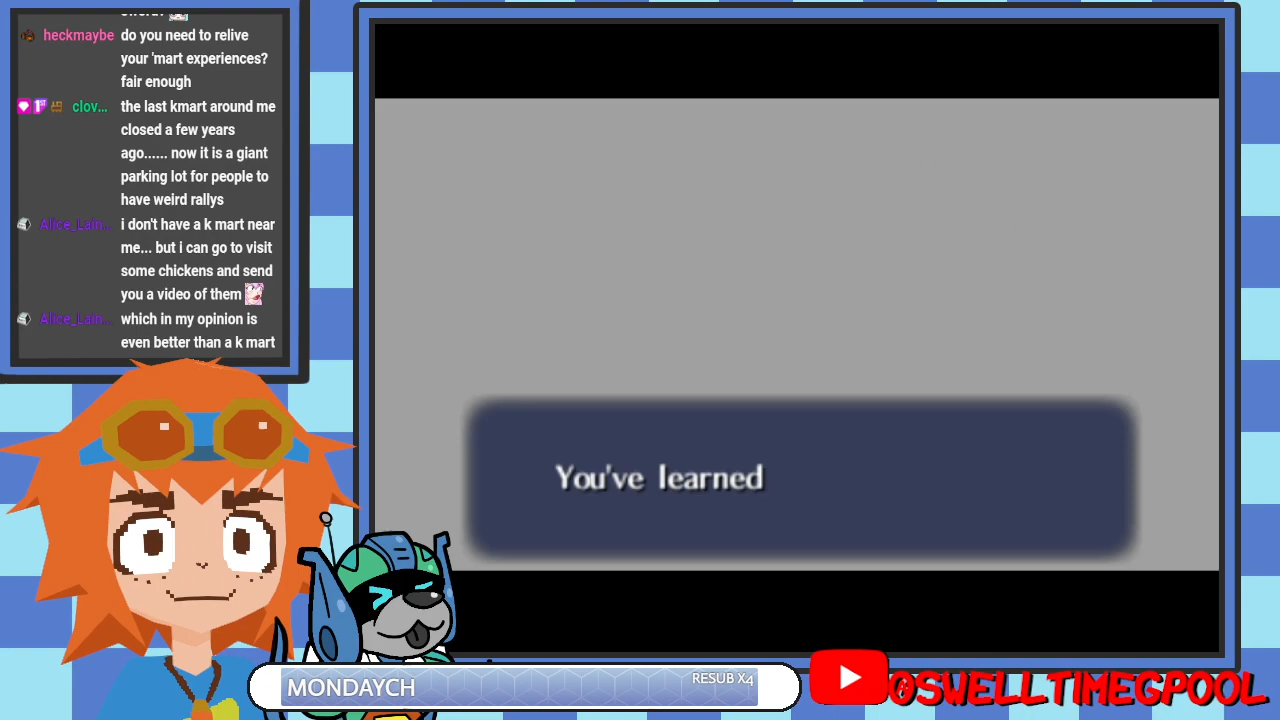 heckmaybe do you need to relive
your 'mart experiences?
fair enough
clov... the last kmart around me
closed a few years
ago...... now it is a giant
parking lot for people to
have weird rallys
Alice_Lain... i don't have a k mart near
me... but i can go to visit
some chickens and send
you a video of them
Alice_Lain... which in my opinion is
even better than a k mart
You've learned
MONDAYCH
RESUB X4
@SWELLTIMEGPOOL